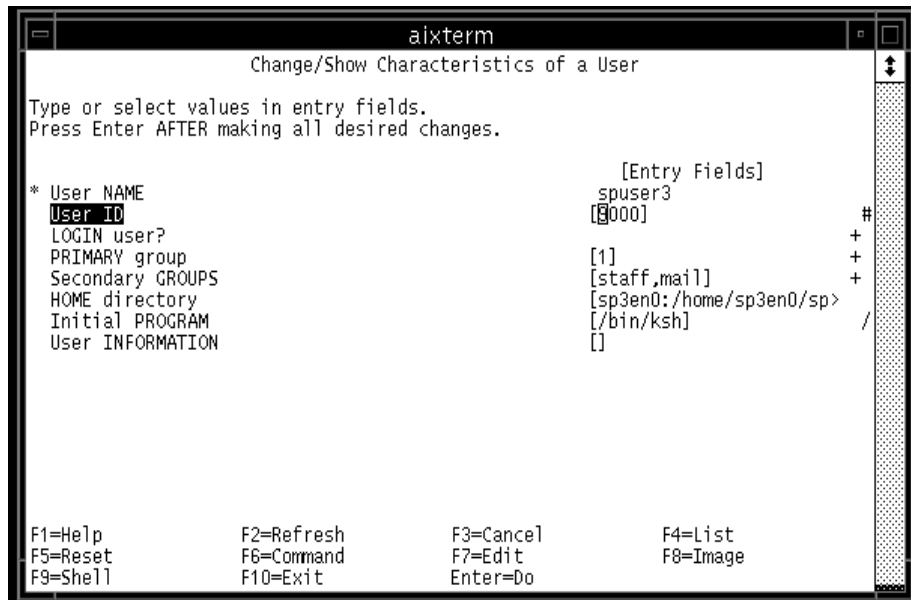 aixterm
Change/Show Characteristics of a User
Type or select values in entry fields.
Press Enter AFTER making all desired changes.
[Entry Fields]
* User NAME spuser3
User ID [9000] #
LOGIN user? +
PRIMARY group [1] +
Secondary GROUPS [staff,mail] +
HOME directory [sp3en0:/home/sp3en0/sp>
Initial PROGRAM [/bin/ksh] /
User INFORMATION []
F1=Help F2=Refresh F3=Cancel F4=List
F5=Reset F6=Command F7=Edit F8=Image
F9=Shell F10=Exit Enter=Do